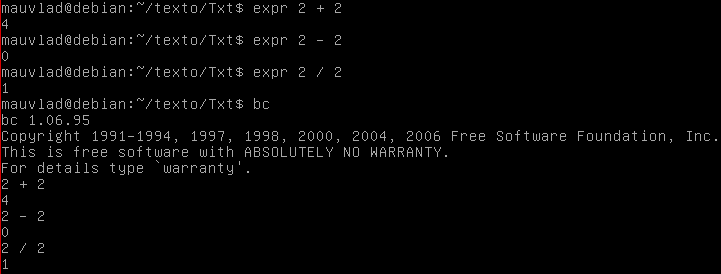 mauvlad@debian:~/texto/Txt$ expr 2 + 2
4
mauvlad@debian:~/texto/Txt$ expr 2 - 2
0
mauvlad@debian:~/texto/Txt$ expr 2 / 2
1
mauvlad@debian:~/texto/Txt$ bc
bc 1.06.95
Copyright 1991-1994, 1997, 1998, 2000, 2004, 2006 Free Software Foundation, Inc.
This is free software with ABSOLUTELY NO WARRANTY.
For details type `warranty'.
2 + 2
4
2 - 2
0
2 / 2
1